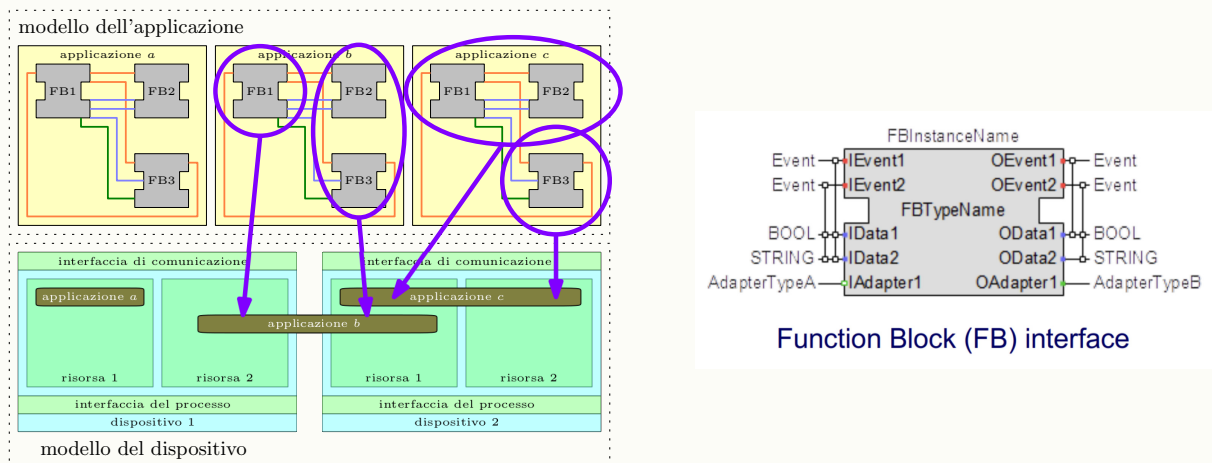 modello dell'applicazione
applicazione a
applicazione b
applicazione c
FB1
FB2
FB3
FB1
FB2
FB3
FB1
FB2
FB3
interfaccia di comunicazione
interfaccia di comunicazione
applicazione a
applicazione c
applicazione b
risorsa 1
risorsa 2
risorsa 1
risorsa 2
interfaccia del processo
interfaccia del processo
dispositivo 1
dispositivo 2
modello del dispositivo
FBInstanceName
Event IEvent1 OEvent1 Event
Event IEvent2 OEvent2 Event
FBTypeName
BOOL IData1 OData1 BOOL
STRING IData2 OData2 STRING
AdapterTypeA IAdapter1 OAdapter1 AdapterTypeB
Function Block (FB) interface